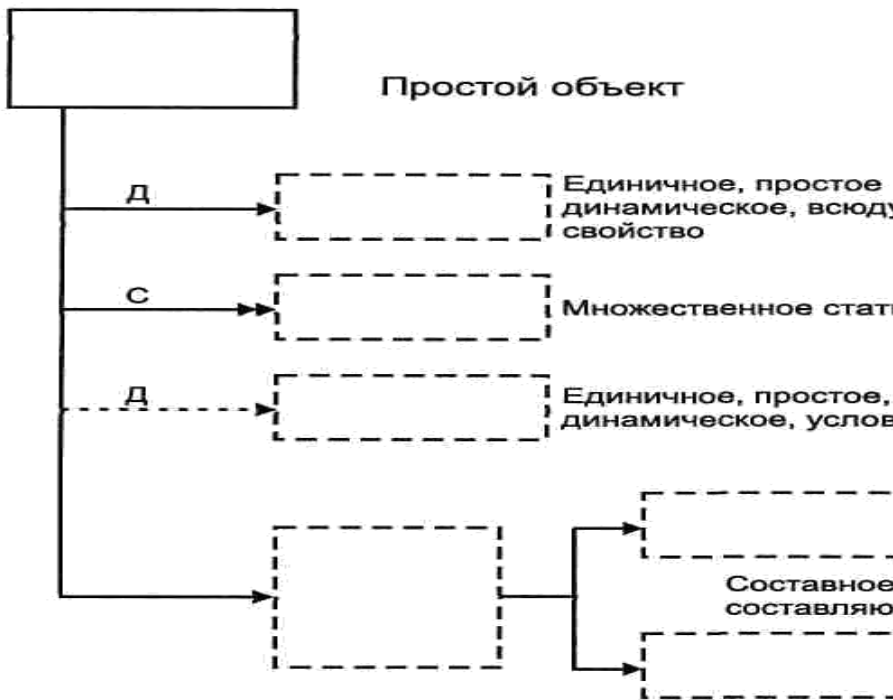 Простой объект
Д
Единичное, простое
динамическое, всюду
свойство
С
Множественное стат
Д
Единичное, простое,
динамическое, услов
Составное
составляю